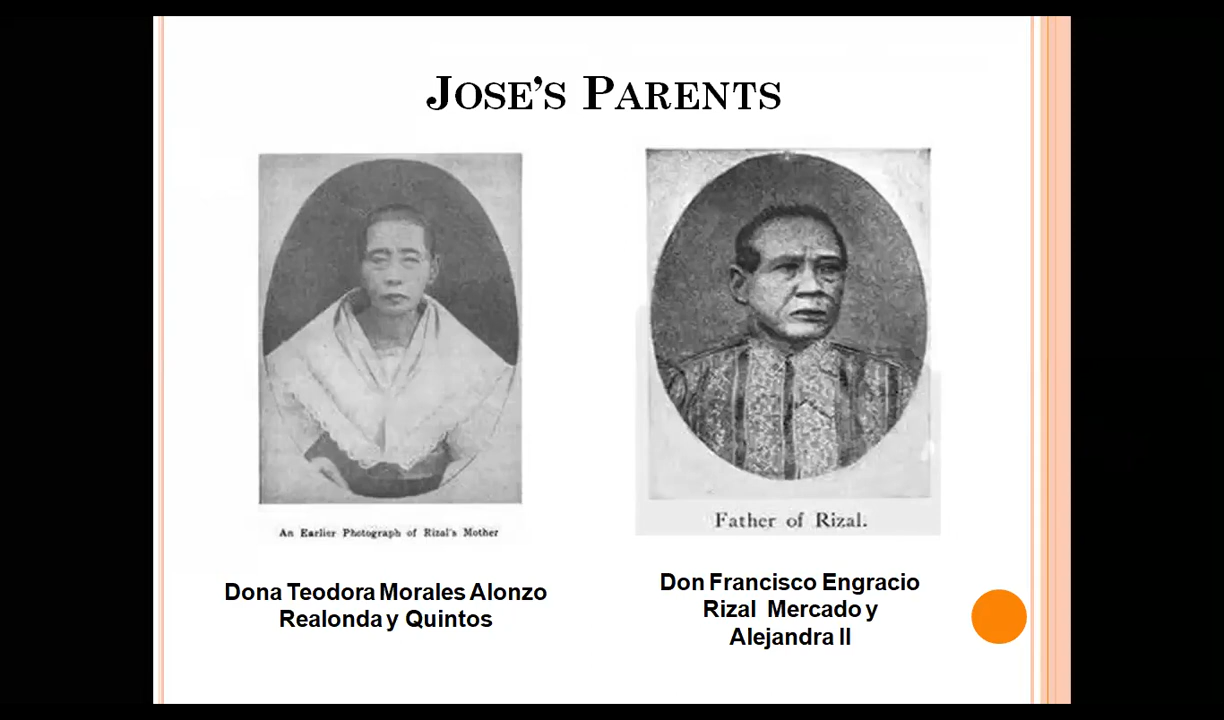 JOSE'S PARENTS
An Earlier Photograph of Rizal's Mother
Father of Rizal.
Dona Teodora Morales Alonzo
Realonda y Quintos
Don Francisco Engracio
Rizal Mercado y
Alejandra II